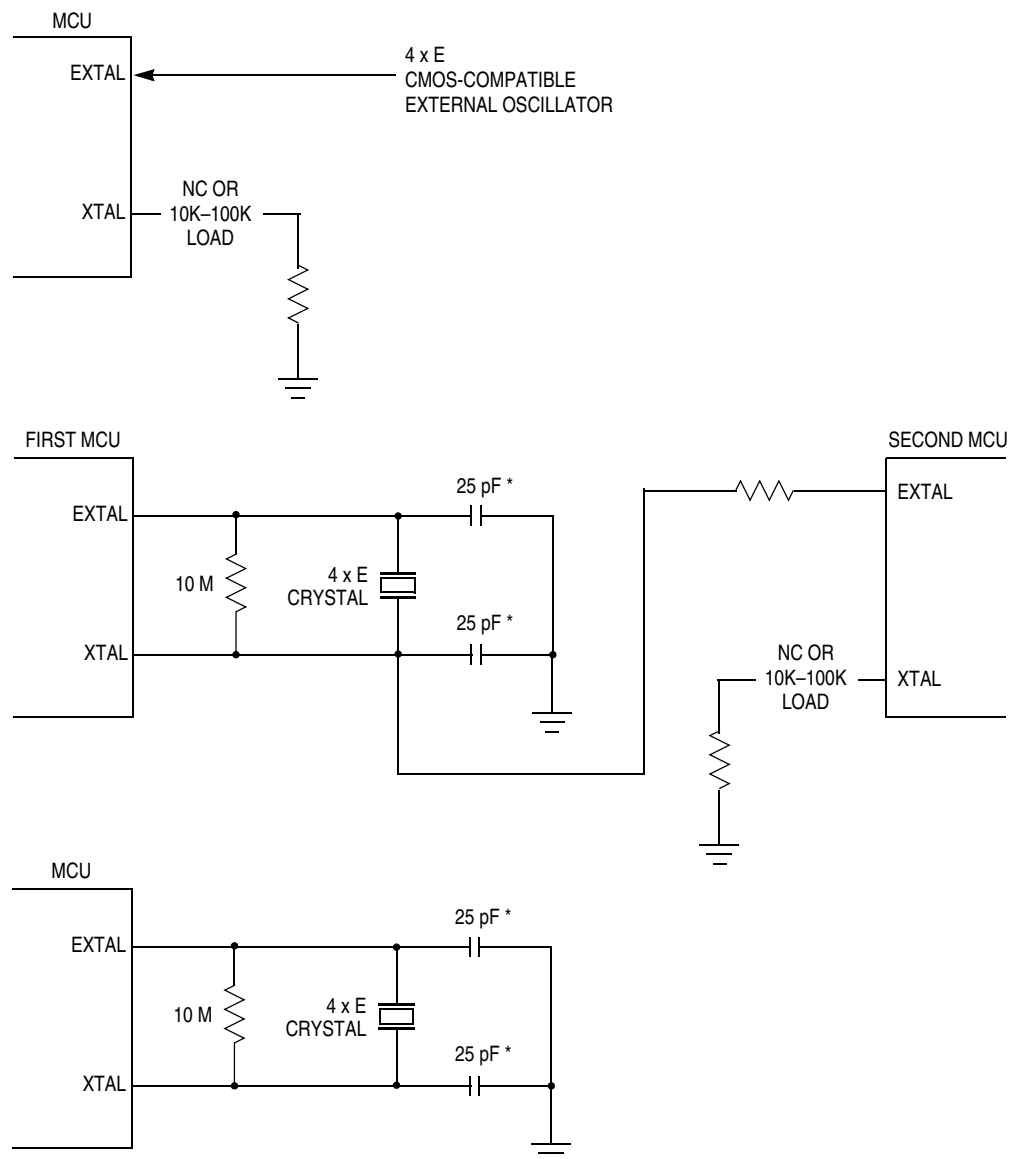 MCU
EXTAL
4 x E
CMOS-COMPATIBLE
EXTERNAL OSCILLATOR
XTAL
NC OR
10K–100K
LOAD
FIRST MCU
SECOND MCU
EXTAL
25 pF *
EXTAL
10 M
4 x E
CRYSTAL
25 pF *
XTAL
NC OR
10K–100K
LOAD
XTAL
MCU
EXTAL
25 pF *
10 M
4 x E
CRYSTAL
25 pF *
XTAL